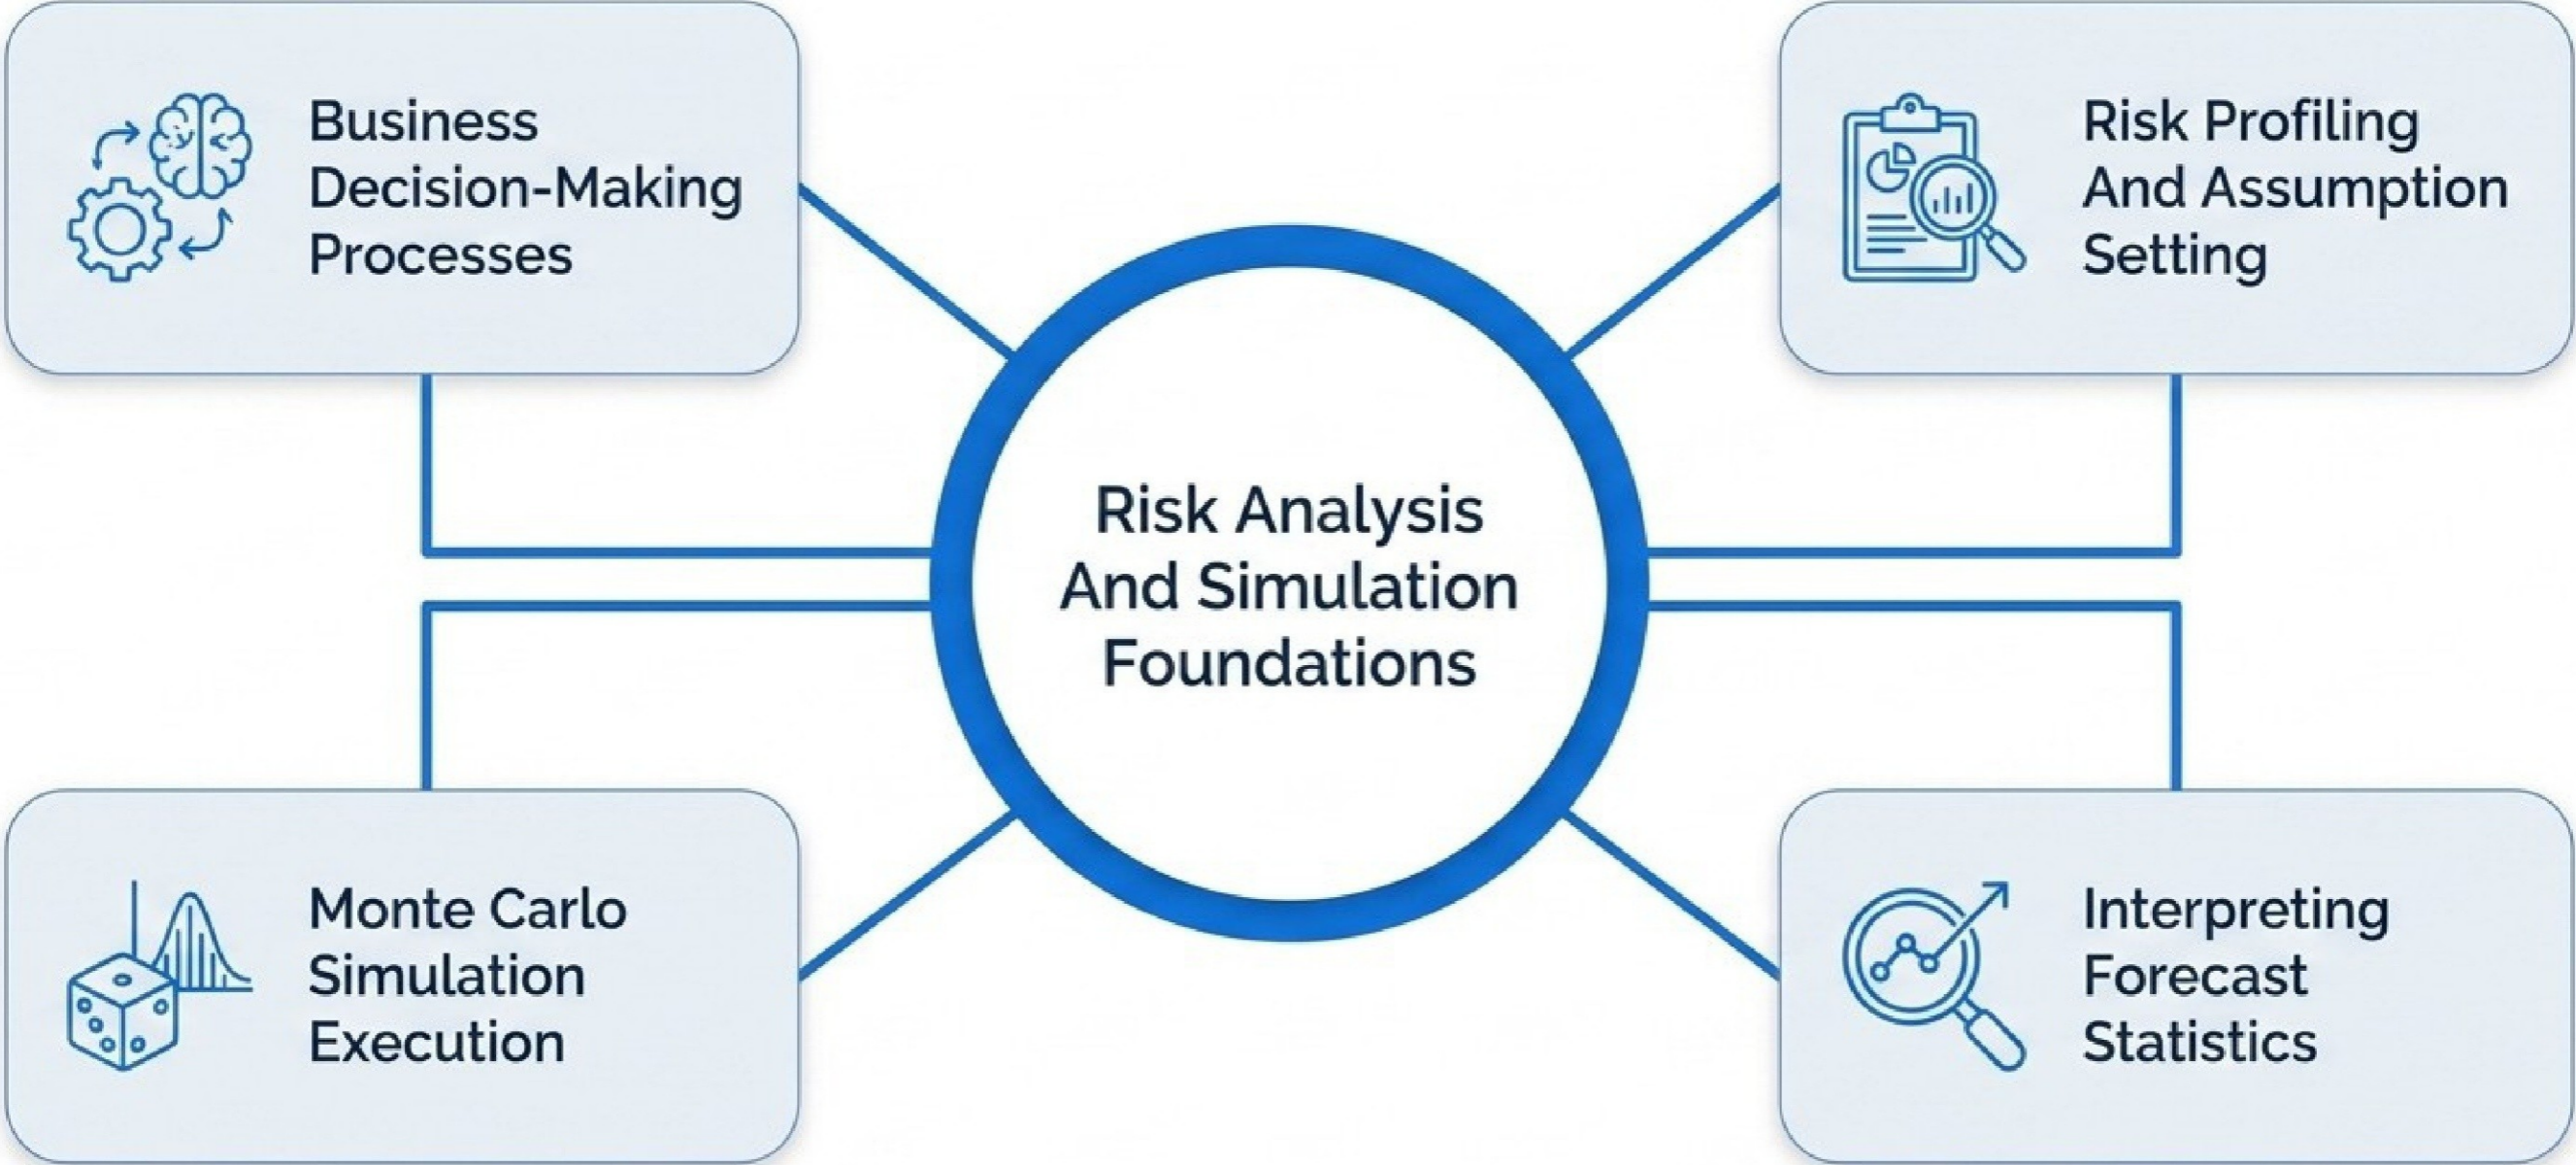 Business
Decision-Making
Processes
Risk Profiling
And Assumption
Setting
Risk Analysis
And Simulation
Foundations
Monte Carlo
Simulation
Execution
Interpreting
Forecast
Statistics